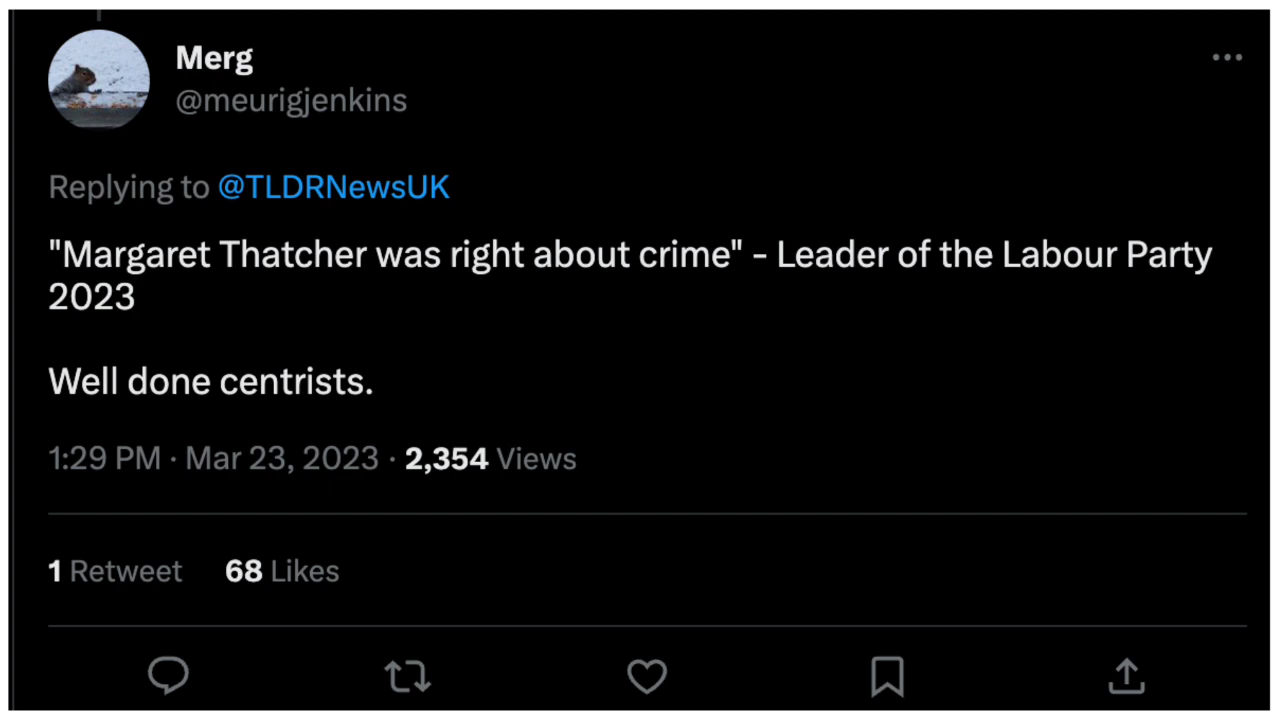 Merg
@meurigjenkins
Replying to @TLDRNewsUK
"Margaret Thatcher was right about crime" - Leader of the Labour Party
2023
Well done centrists.
1:29 PM · Mar 23, 2023 · 2,354 Views
1 Retweet 68 Likes